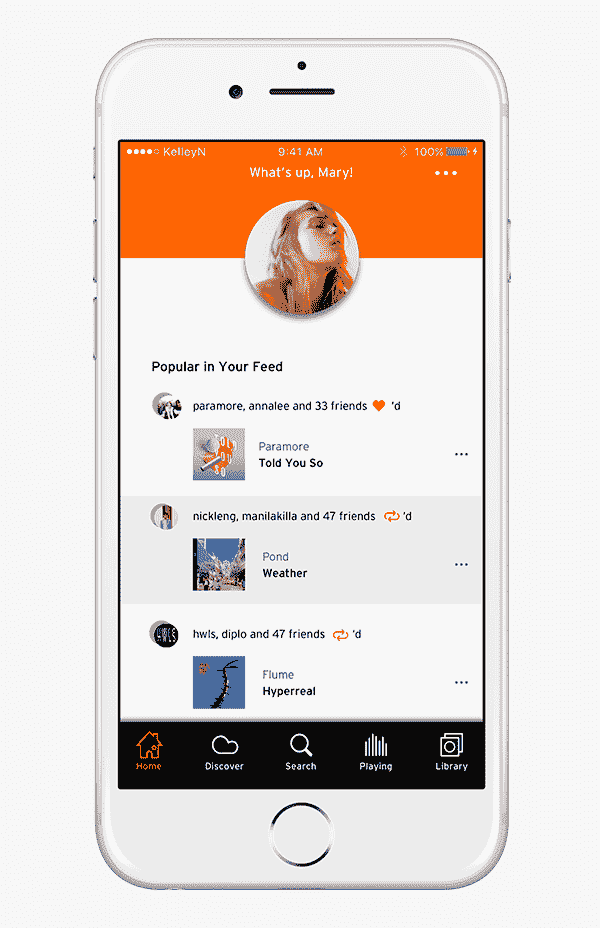 KelleyN 9:41 AM 100%
What's up, Mary!
Popular in Your Feed
paramore, annalee and 33 friends 'd
Paramore
Told You So
nickleng, manilakilla and 47 friends 'd
Pond
Weather
hwls, diplo and 47 friends 'd
Flume
Hyperreal
Home Discover Search Playing Library